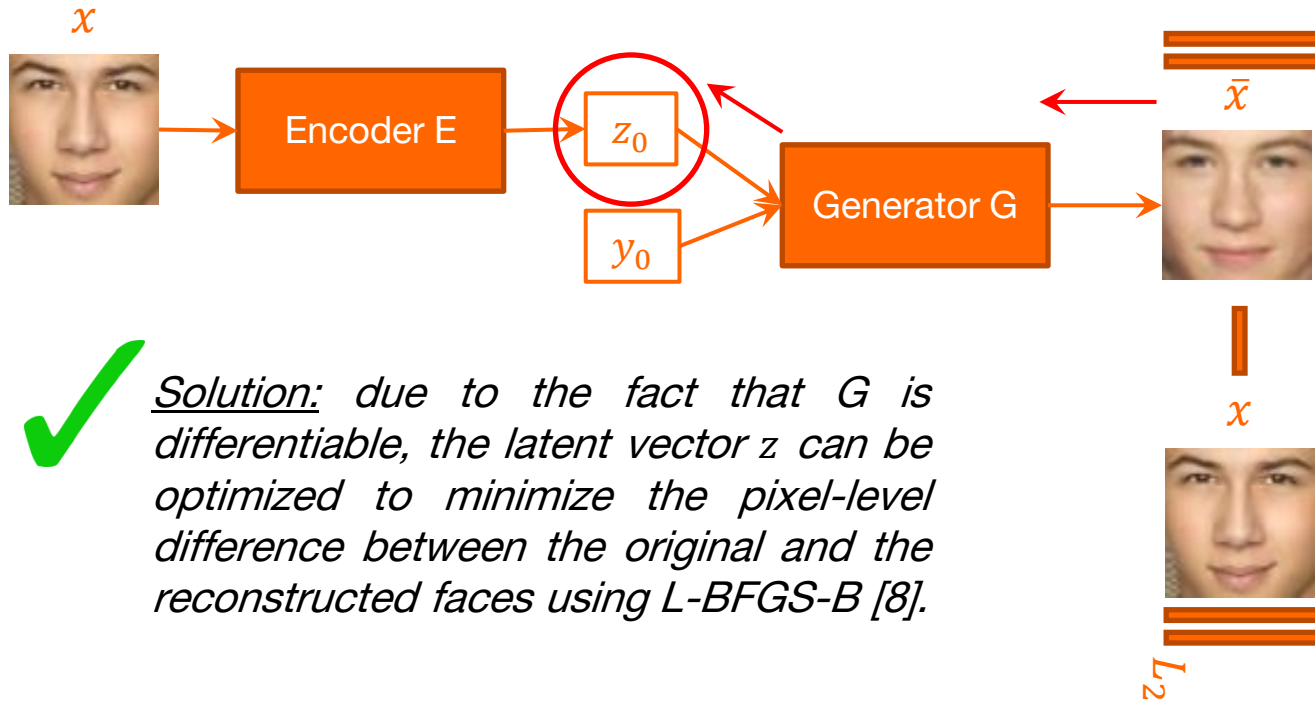 x
Encoder E
z₀
y₀
Generator G
x̄
x
L₂
Solution: due to the fact that G is
differentiable, the latent vector z can be
optimized to minimize the pixel-level
difference between the original and the
reconstructed faces using L-BFGS-B [8].